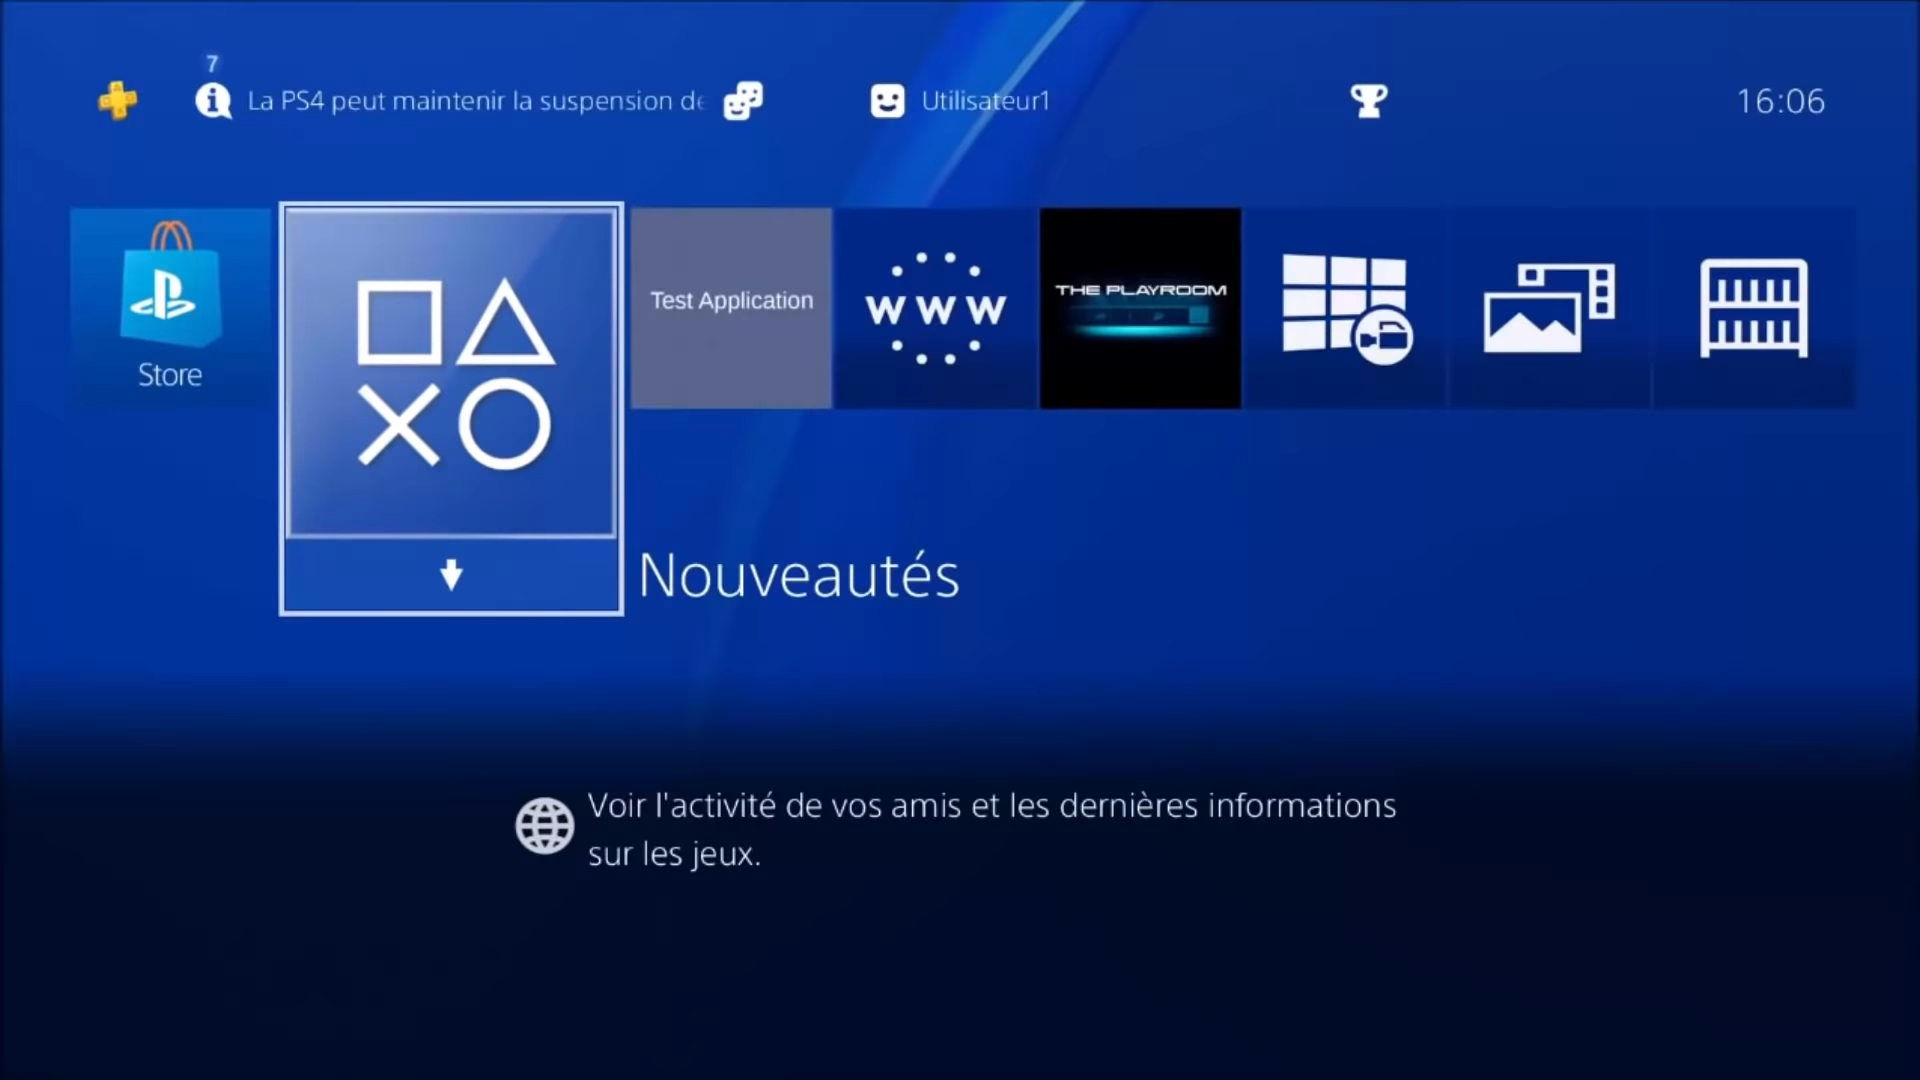 7
La PS4 peut maintenir la suspension de
Utilisateur1
16:06
Store
Test Application
www
THE PLAYROOM
Nouveautés
Voir l'activité de vos amis et les dernières informations
sur les jeux.